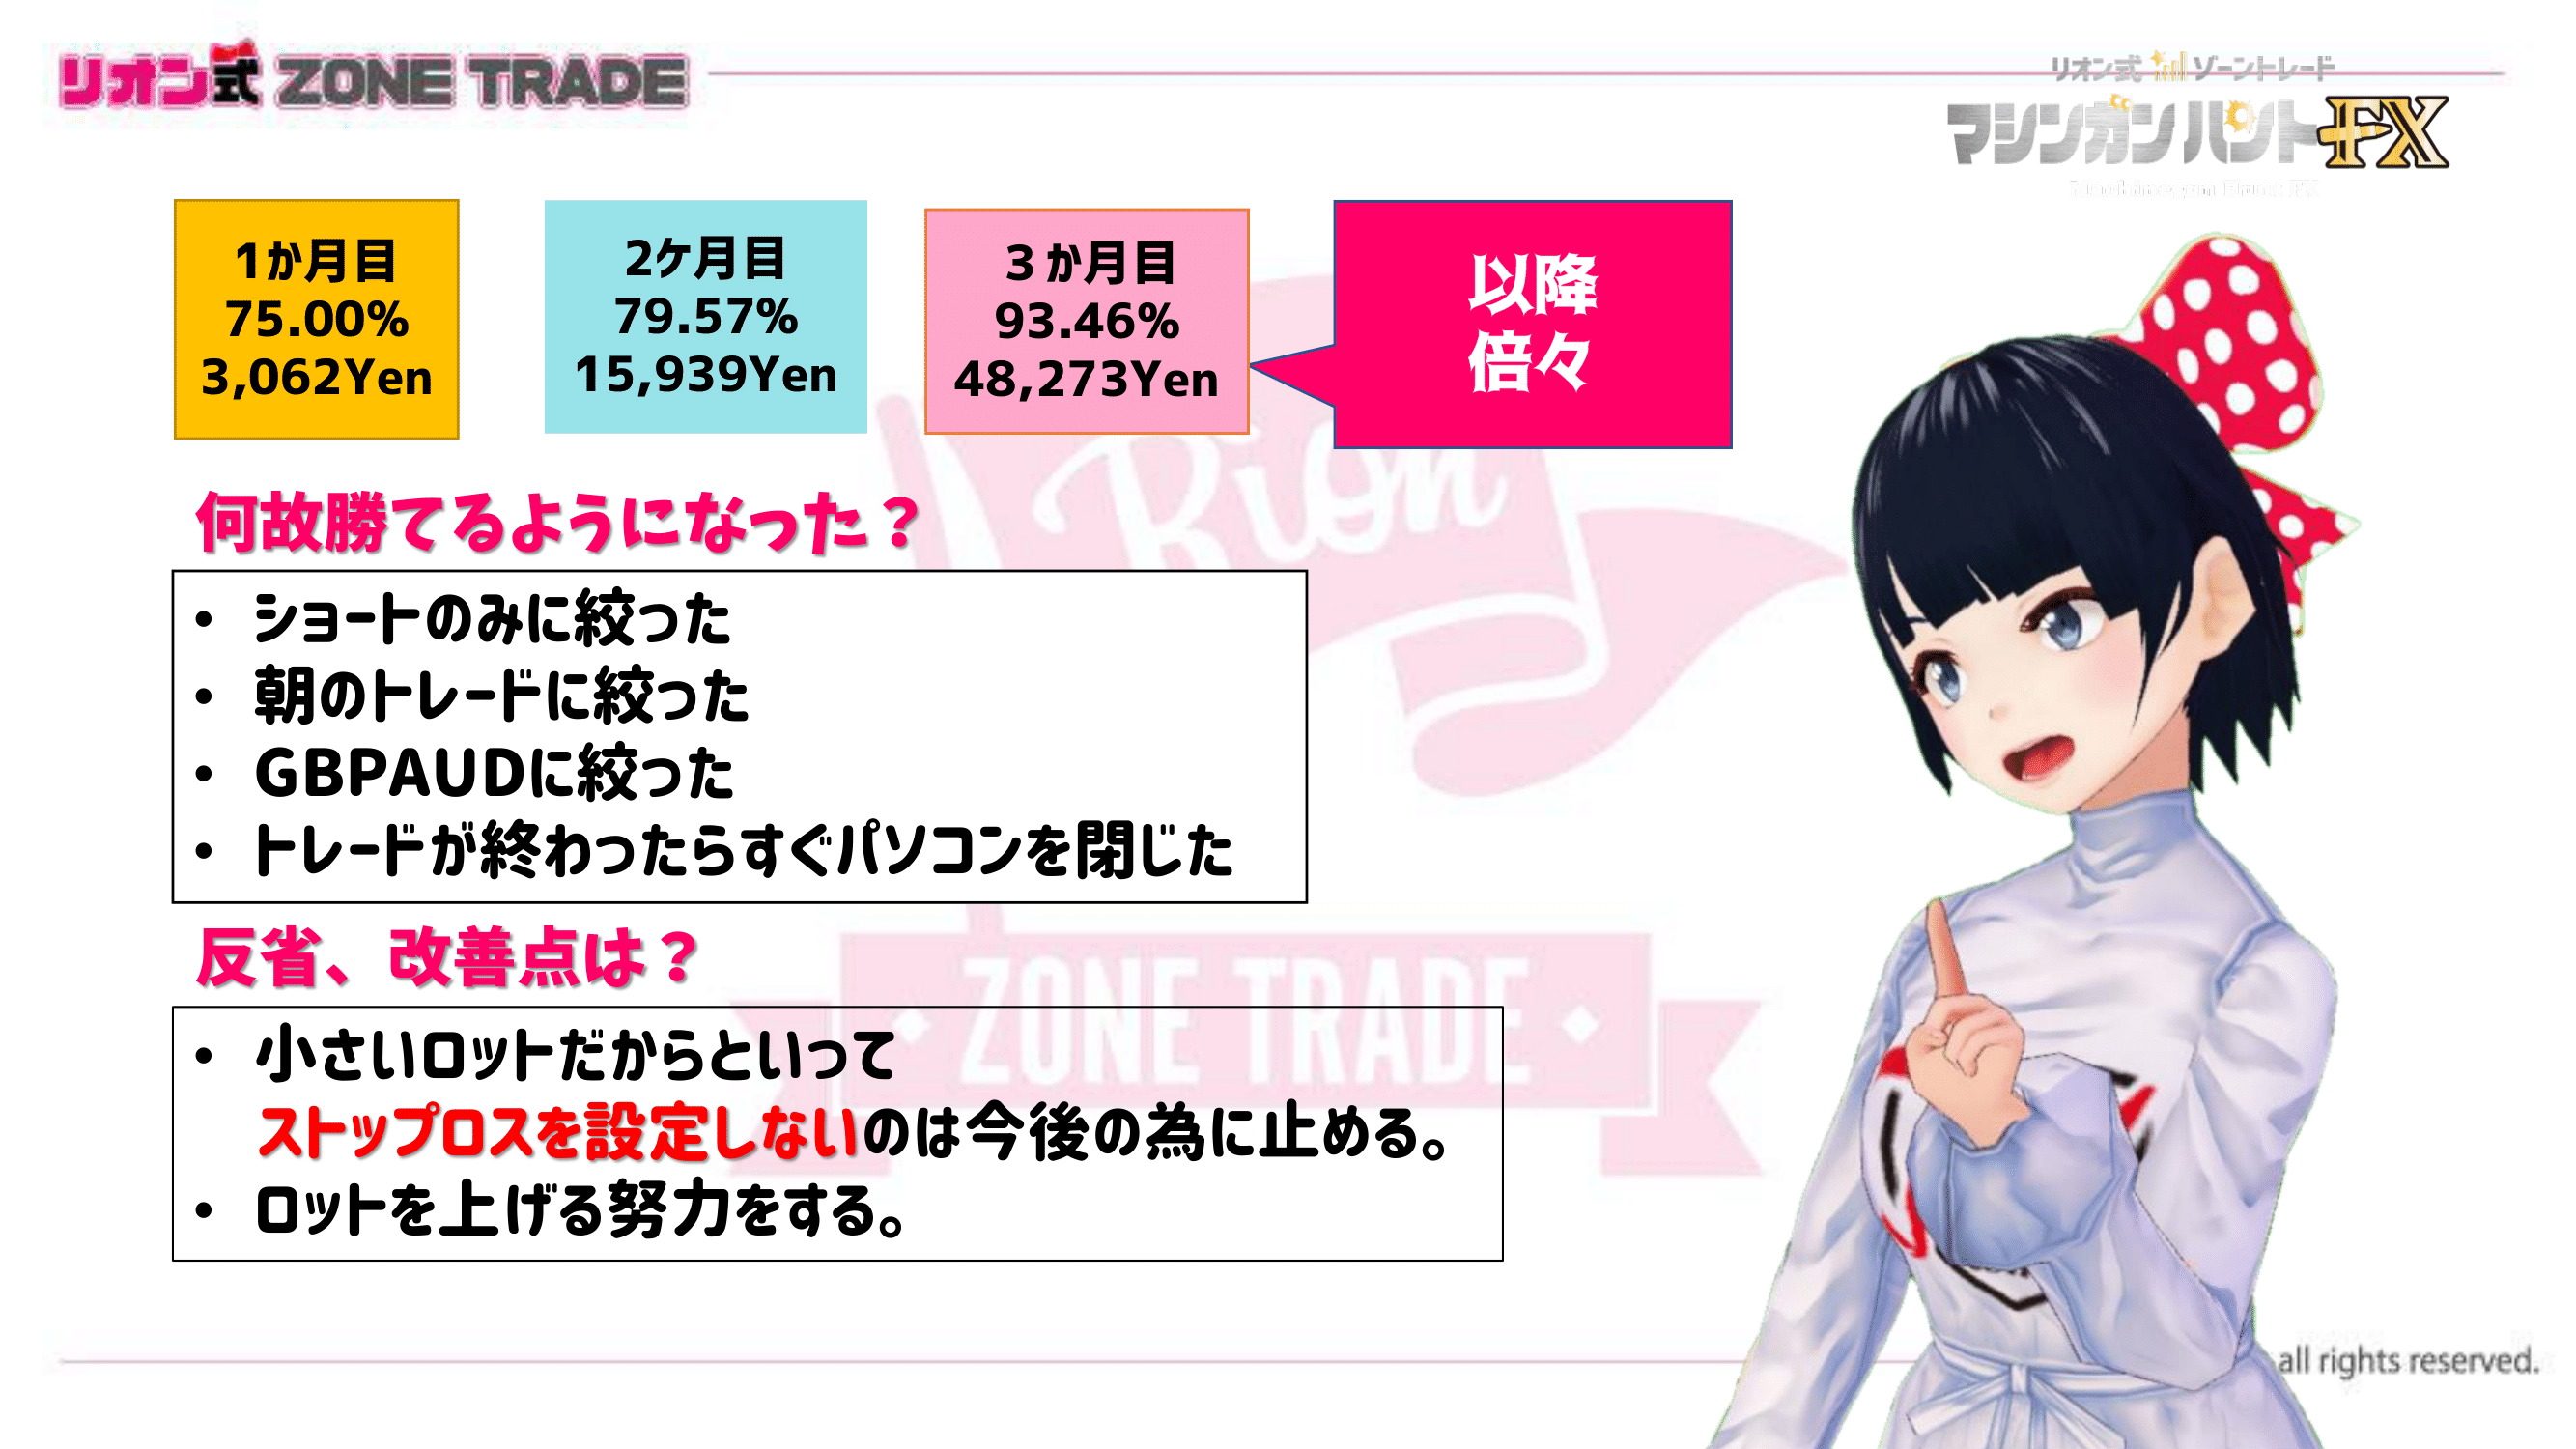 リオン式 ZONE TRADE
リオン式 ゾーントレード
マシンガンハントFX
1か月目
75.00%
3,062Yen
2ケ月目
79.57%
15,939Yen
３か月目
93.46%
48,273Yen
以降
倍々
何故勝てるようになった？
• ショートのみに絞った
• 朝のトレードに絞った
• GBPAUDに絞った
• トレードが終わったらすぐパソコンを閉じた
反省、改善点は？
• 小さいロットだからといって
ストップロスを設定しないのは今後の為に止める。
• ロットを上げる努力をする。
Rion
ZONE TRADE
all rights reserved.